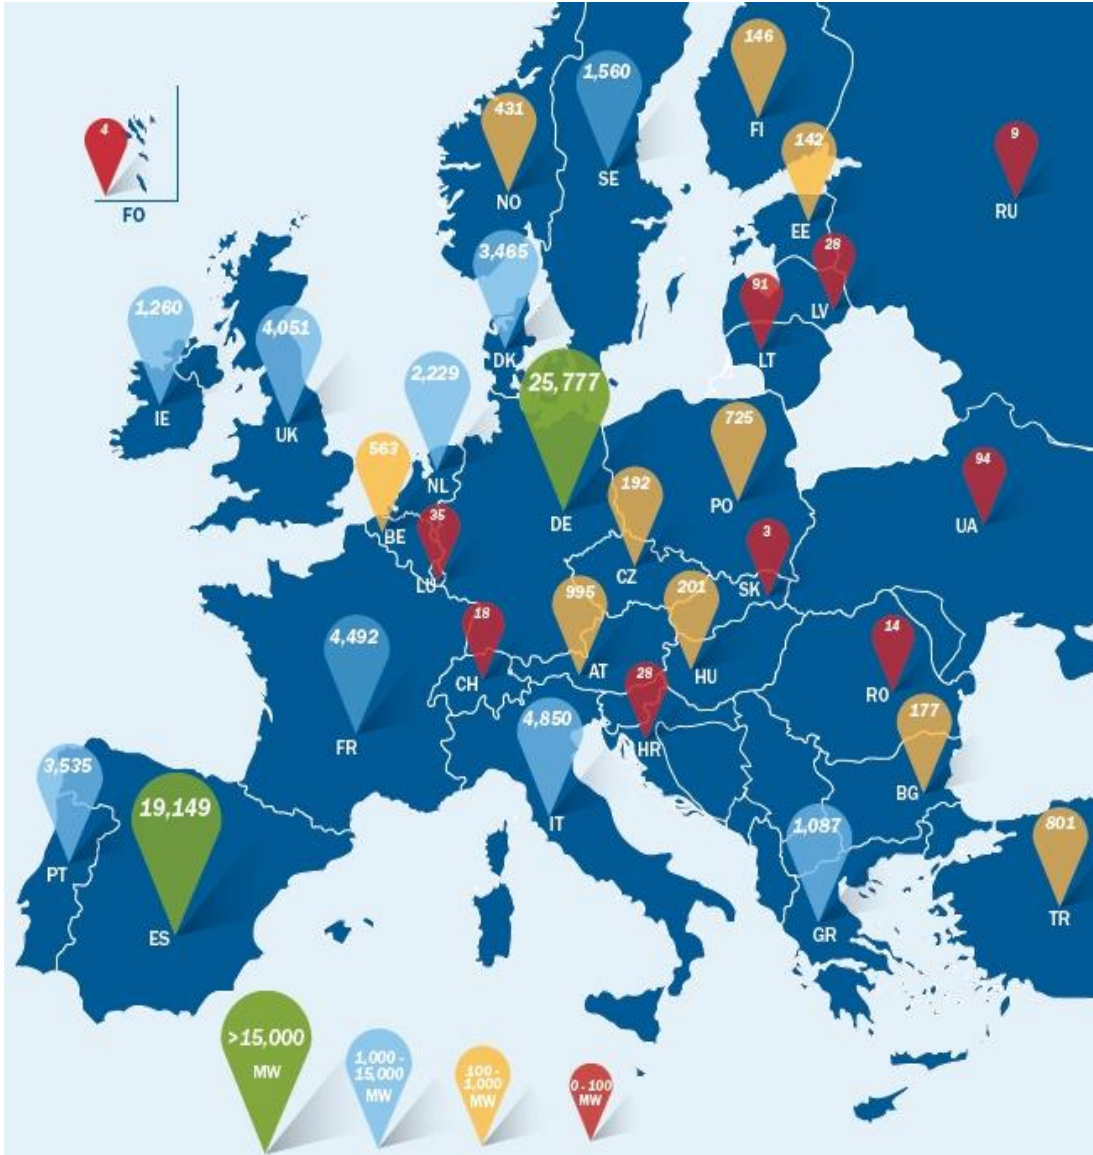 146
1,560
4
431
142
9
FI
SE
NO
RU
FO
EE
3,465
28
91
1,260
4,051
LV
DK
LT
2,229
25,777
IE
UK
725
563
94
NL
192
PO
35
DE
UA
BE
3
CZ
LU
SK
995
201
18
14
4,492
AT
HU
CH
28
RO
4,850
177
FR
HR
3,535
BG
19,149
IT
1,087
801
PT
TR
ES
GR
>15,000
MW
1,000 -
15,000
MW
100 -
1,000
MW
0 - 100
MW